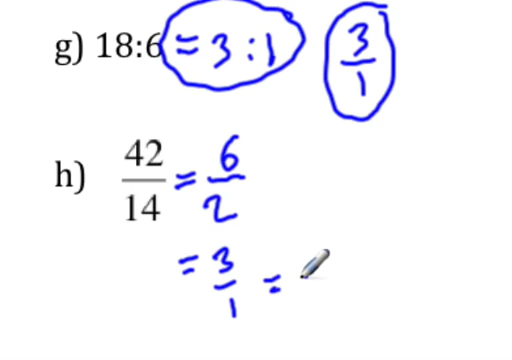 g) 18:6 = 3:1 3/1
h) 42/14 = 6/2
= 3/1 =